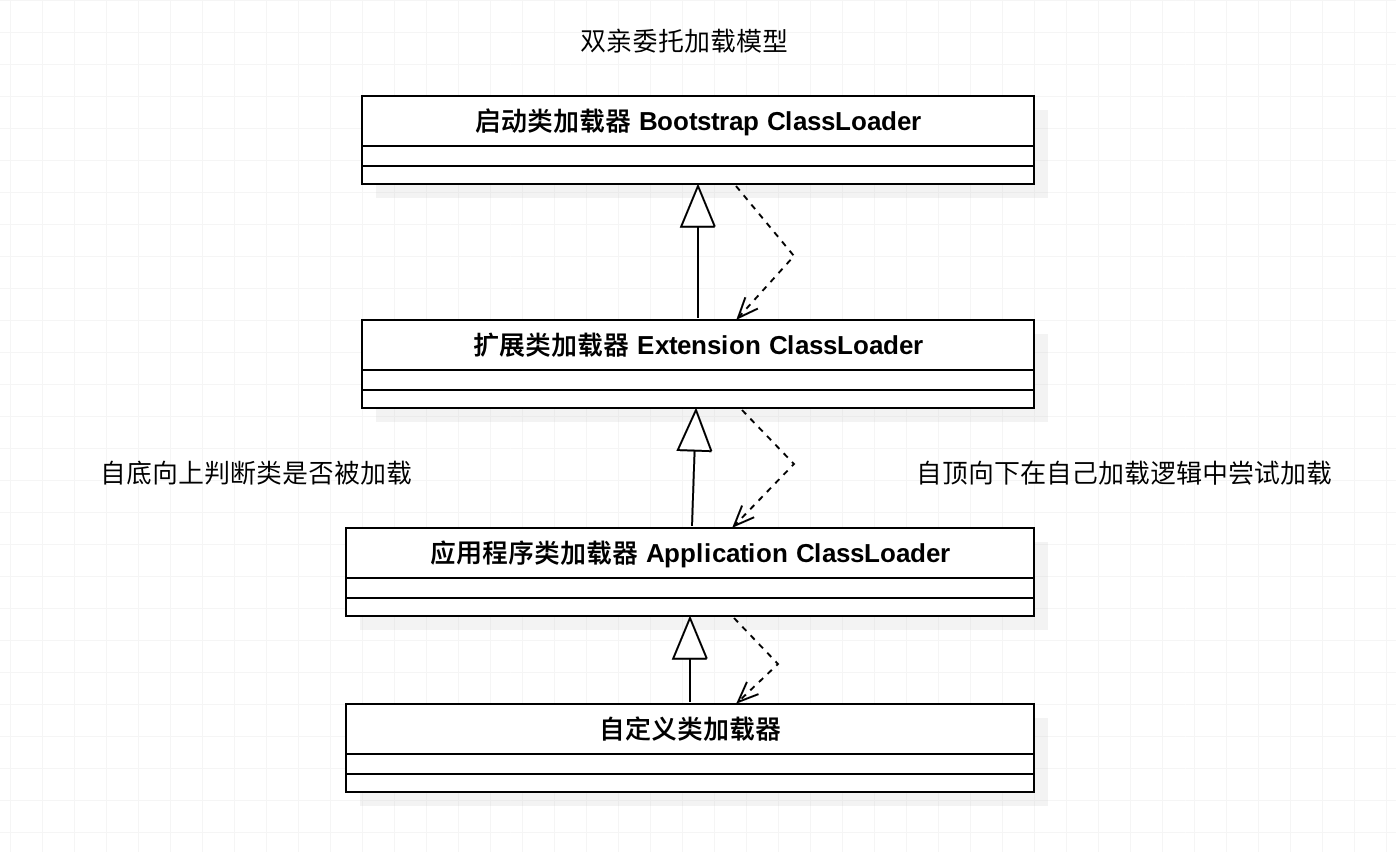 双亲委托加载模型
启动类加载器 Bootstrap ClassLoader
扩展类加载器 Extension ClassLoader
自底向上判断类是否被加载
自顶向下在自己加载逻辑中尝试加载
应用程序类加载器 Application ClassLoader
自定义类加载器